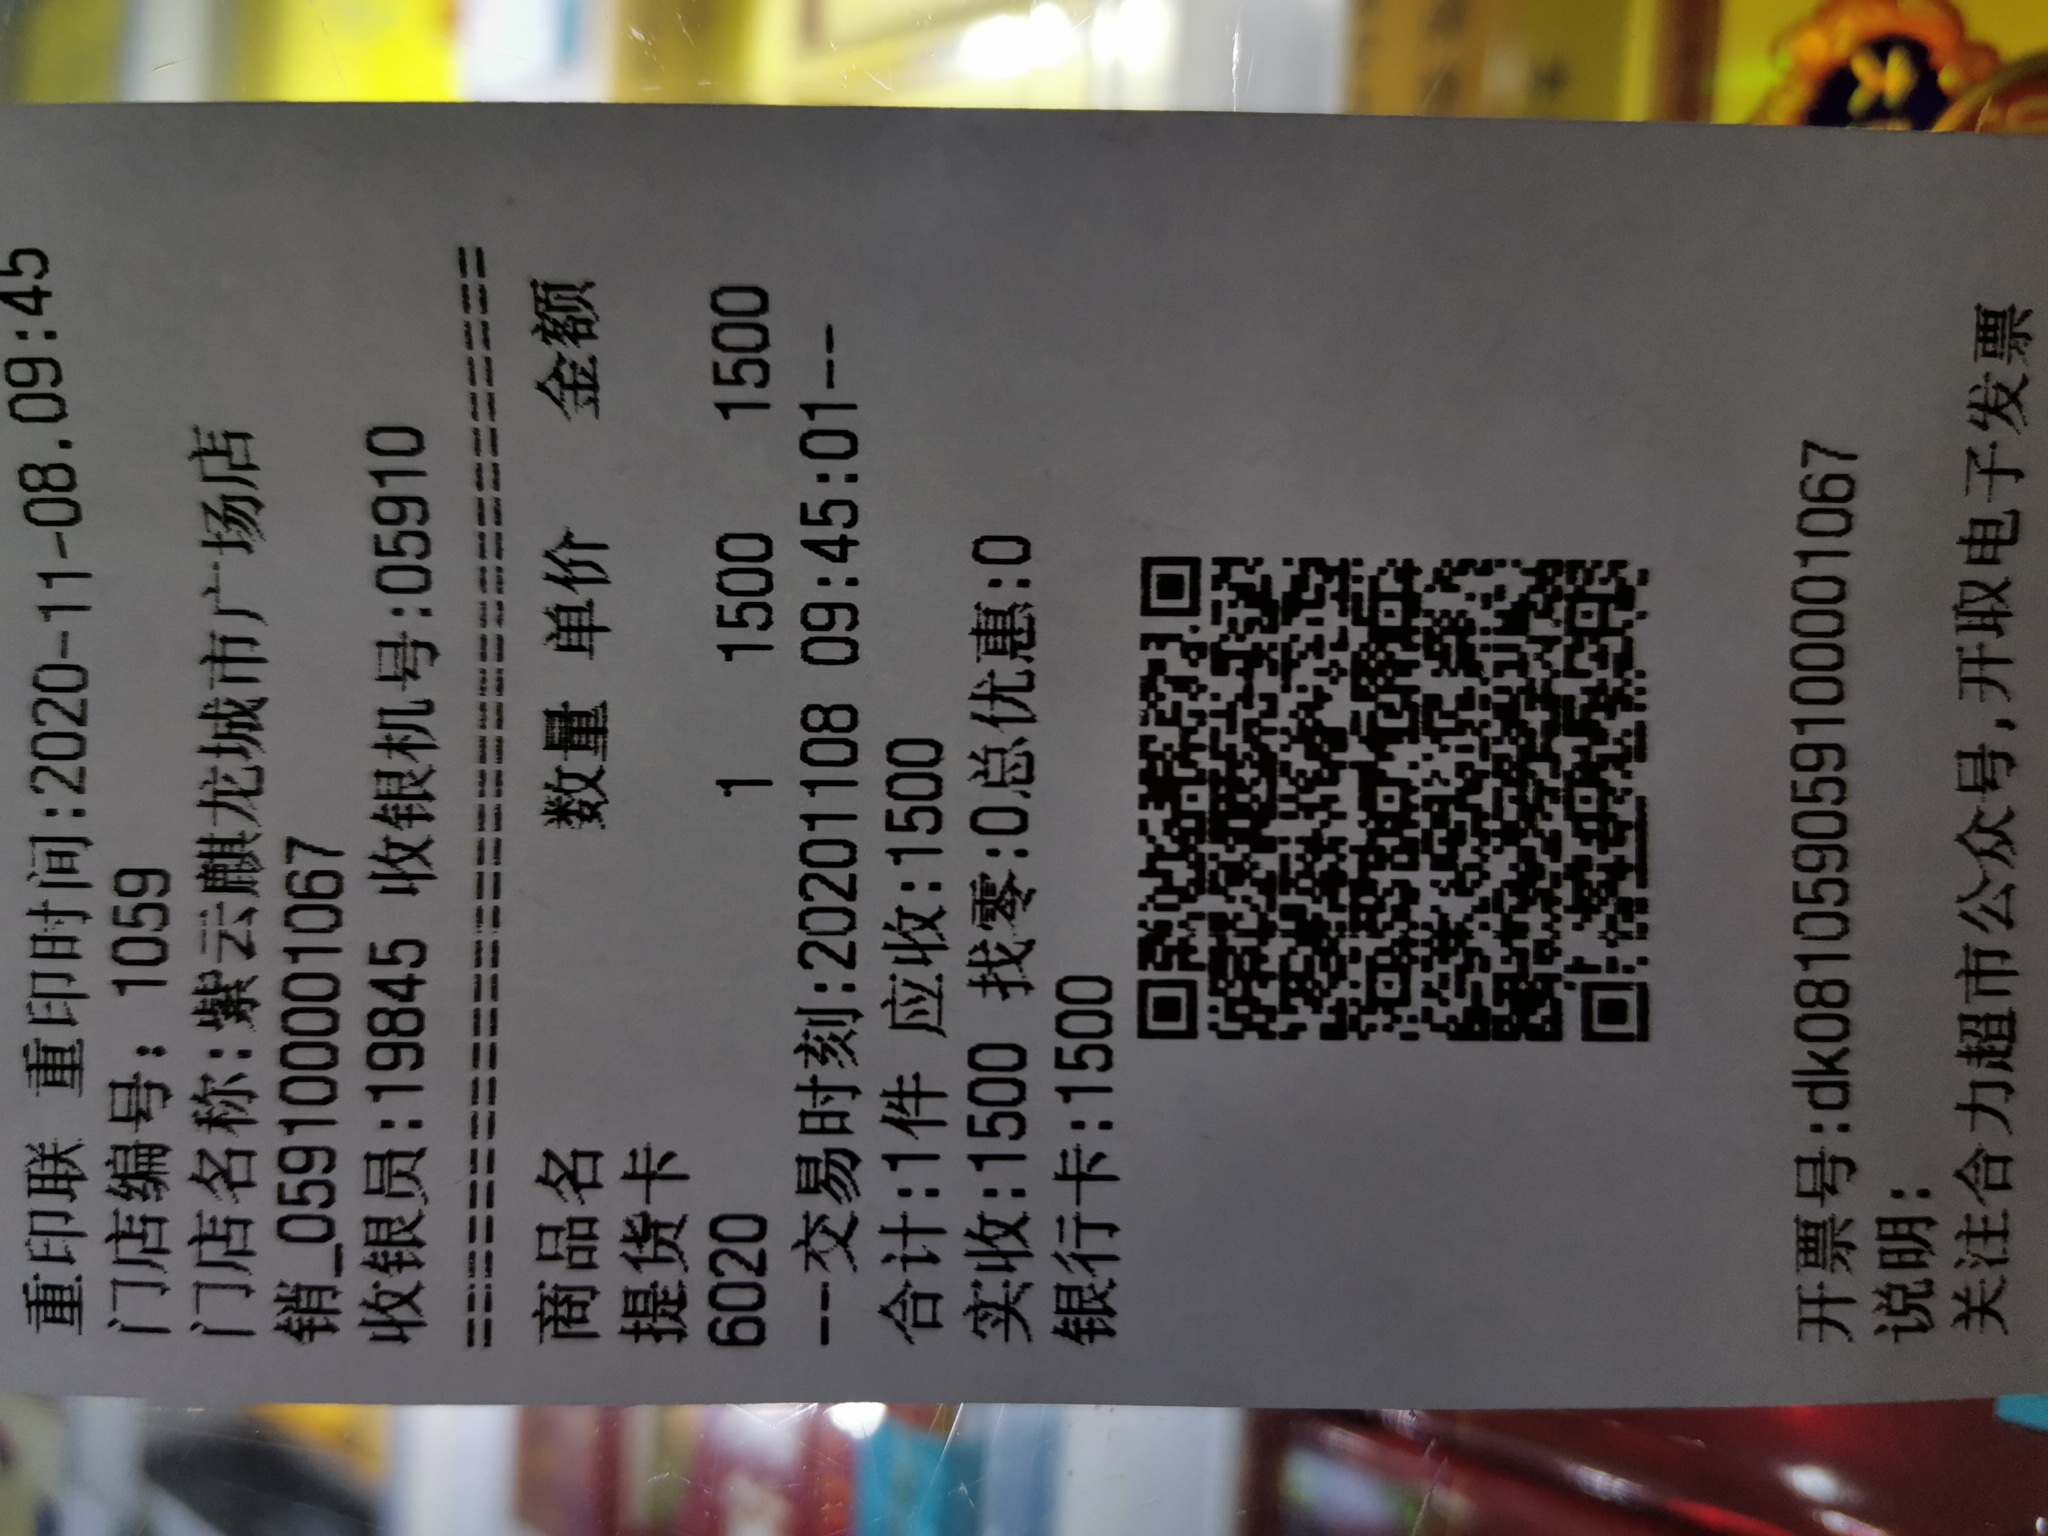 重印联 重印时间:2020-11-08.09:45
门店编号: 1059
门店名称:紫云麒龙城市广场店
销_0591000001067
收银员:19845 收银机号:05910
商品名 数量 单价 金额
提货卡
6020 1 1500 1500
---交易时刻:20201108 09:45:01--
合计:1件 应收:1500
实收:1500 找零:0总优惠:0
银行卡:1500
开票号:dk081059059100001067
说明:
关注合力超市公众号,开取电子发票